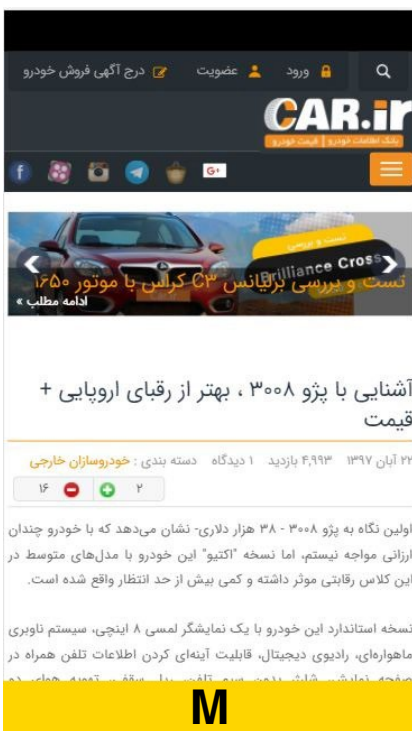 ورود عضویت درج آگهی فروش خودرو
CAR.ir
بانک اطلاعات خودرو | قیمت خودرو
f G+
تست و بررسی
Brilliance Cross
تست و بررسی برلیانس C3 کراس با موتور ۱۶۵۰
ادامه مطلب »
آشنایی با پژو ۳۰۰۸ ، بهتر از رقبای اروپایی +
قیمت
۲۲ آبان ۱۳۹۷ ۴,۹۹۳ بازدید ۱ دیدگاه دسته بندی : خودروسازان خارجی
۲ ۱۶
اولین نگاه به پژو ۳۰۰۸ - ۳۸ هزار دلاری- نشان می‌دهد که با خودرو چندان
ارزانی مواجه نیستم، اما نسخه "اکتیو" این خودرو با مدل‌های متوسط در
این کلاس رقابتی موثر داشته و کمی بیش از حد انتظار واقع شده است.
نسخه استاندارد این خودرو با یک نمایشگر لمسی ۸ اینچی، سیستم ناوبری
ماهواره‌ای، رادیوی دیجیتال، قابلیت آینه‌ای کردن اطلاعات تلفن همراه در
M